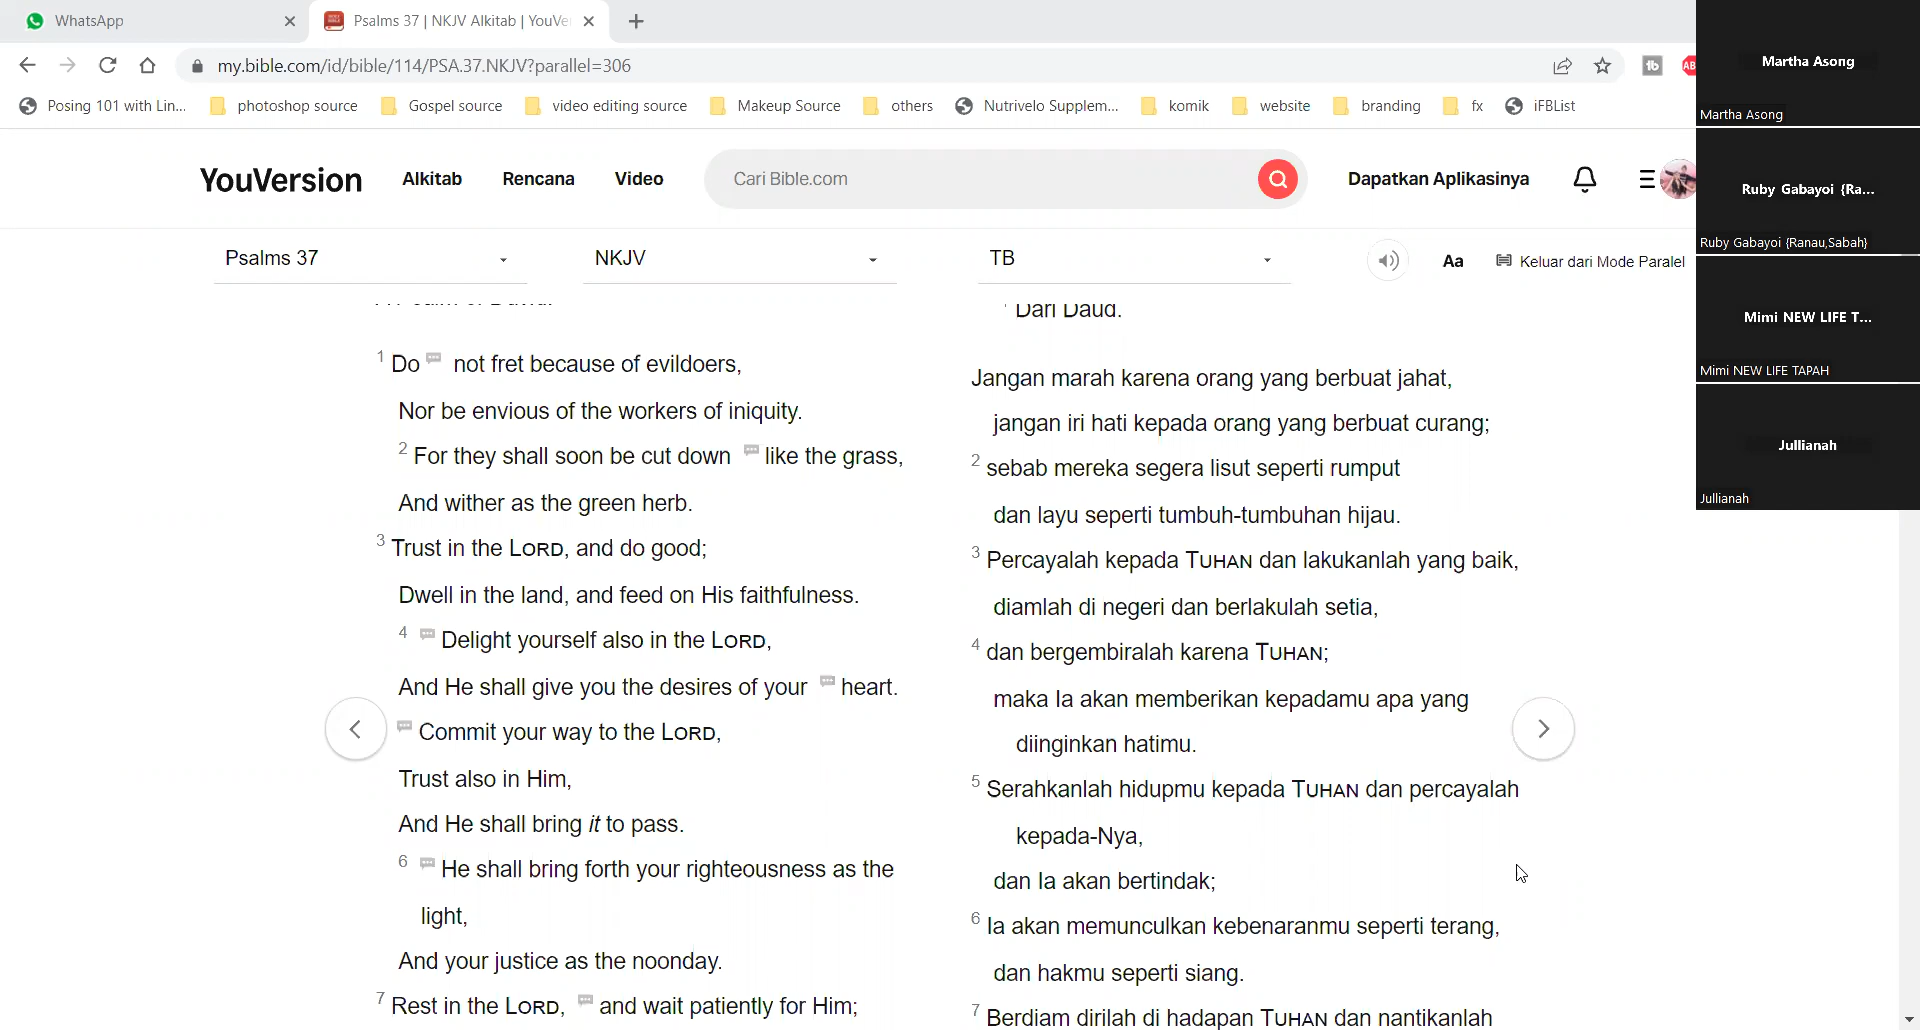 WhatsApp
Psalms 37 | NKJV Alkitab | YouVe
my.bible.com/id/bible/114/PSA.37.NKJV?parallel=306
Posing 101 with Lin... photoshop source Gospel source video editing source Makeup Source others Nutrivelo Supplem... komik website branding fx iFBList
YouVersion Alkitab Rencana Video Cari Bible.com Dapatkan Aplikasinya
Psalms 37 NKJV TB Aa Keluar dari Mode Paralel
1 Do not fret because of evildoers,
Nor be envious of the workers of iniquity.
2 For they shall soon be cut down like the grass,
And wither as the green herb.
3 Trust in the LORD, and do good;
Dwell in the land, and feed on His faithfulness.
4 Delight yourself also in the LORD,
And He shall give you the desires of your heart.
Commit your way to the LORD,
Trust also in Him,
And He shall bring it to pass.
6 He shall bring forth your righteousness as the
light,
And your justice as the noonday.
7 Rest in the LORD, and wait patiently for Him;
Dari Daud.
Jangan marah karena orang yang berbuat jahat,
jangan iri hati kepada orang yang berbuat curang;
2 sebab mereka segera lisut seperti rumput
dan layu seperti tumbuh-tumbuhan hijau.
3 Percayalah kepada TUHAN dan lakukanlah yang baik,
diamlah di negeri dan berlakulah setia,
4 dan bergembiralah karena TUHAN;
maka Ia akan memberikan kepadamu apa yang
diinginkan hatimu.
5 Serahkanlah hidupmu kepada TUHAN dan percayalah
kepada-Nya,
dan Ia akan bertindak;
6 Ia akan memunculkan kebenaranmu seperti terang,
dan hakmu seperti siang.
7 Berdiam dirilah di hadapan TUHAN dan nantikanlah
Martha Asong
Martha Asong
Ruby Gabayoi {Ra...
Ruby Gabayoi {Ranau,Sabah}
Mimi NEW LIFE T...
Mimi NEW LIFE TAPAH
Jullianah
Jullianah